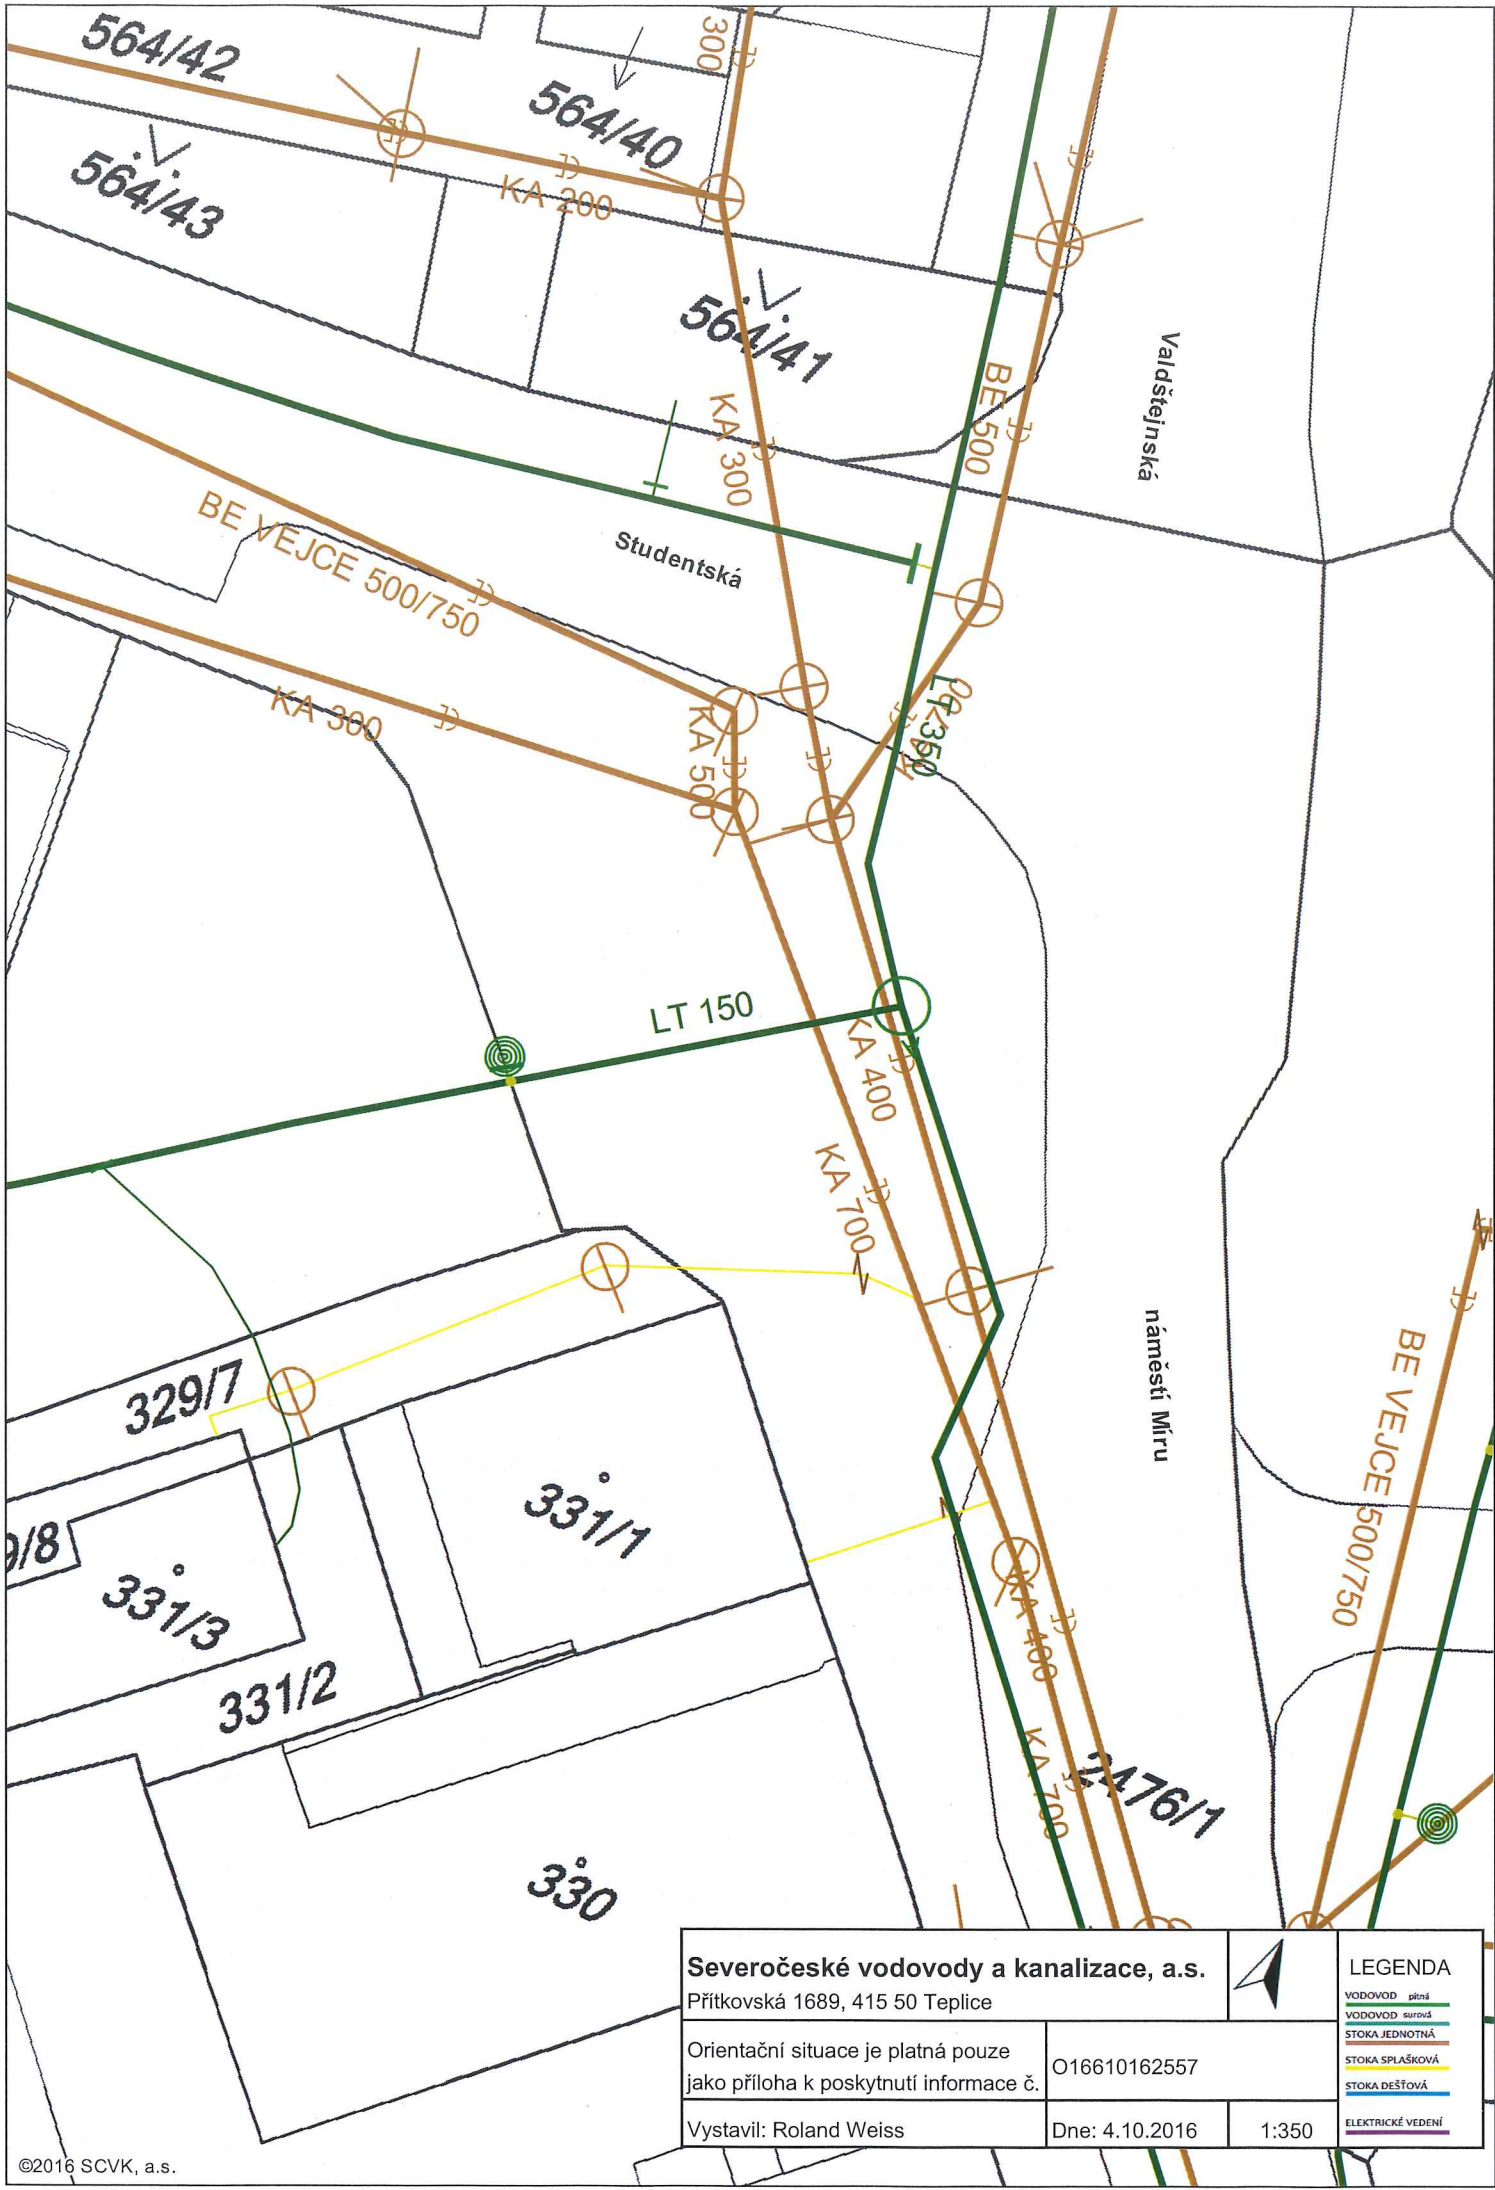 564/42
300
564/40
564/43
KA 200
564/41
Valdštejnská
BE 500
KA 300
BE VEJCE 500/750
Studentská
KA 300
KA 500
LT 350
LT 150
KA 400
KA 700
329/7
náměstí Míru
BE VEJCE 500/750
331/1
9/8
331/3
KA 400
331/2
KA 700
2476/1
330
Severočeské vodovody a kanalizace, a.s.
Přítkovská 1689, 415 50 Teplice
Orientační situace je platná pouze
jako příloha k poskytnutí informace č.
O16610162557
Vystavil: Roland Weiss
Dne: 4.10.2016
1:350
LEGENDA
VODOVOD pitná
VODOVOD surová
STOKA JEDNOTNÁ
STOKA SPLAŠKOVÁ
STOKA DEŠŤOVÁ
ELEKTRICKÉ VEDENÍ
©2016 SCVK, a.s.